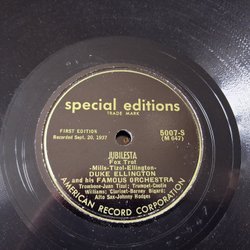 special editions
TRADE MARK
FIRST EDITION
Recorded Sept. 20, 1937
5007-S
(M 647)
JUBILESTA
Fox Trot
-Mills-Tizol-Ellington-
DUKE ELLINGTON
and his FAMOUS ORCHESTRA
Trombone-Juan Tizol; Trumpet-Cootie
Williams; Clarinet-Barney Bigard;
Alto Sax-Johnny Hodges
AMERICAN RECORD CORPORATION